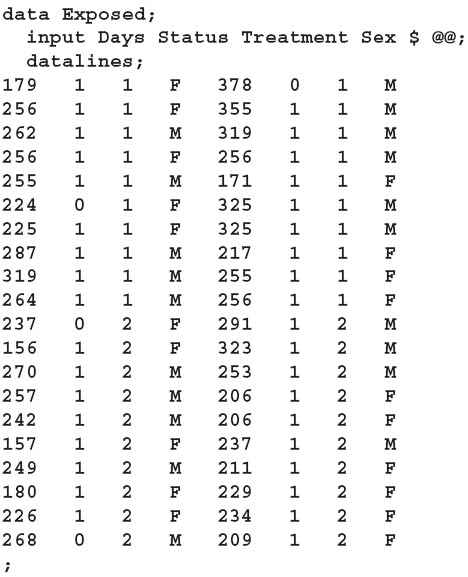 data Exposed;
input Days Status Treatment Sex $ @@;
datalines;
179 1 1 F 378 0 1 M
256 1 1 F 355 1 1 M
262 1 1 M 319 1 1 M
256 1 1 F 256 1 1 M
255 1 1 M 171 1 1 F
224 0 1 F 325 1 1 M
225 1 1 F 325 1 1 M
287 1 1 M 217 1 1 F
319 1 1 M 255 1 1 F
264 1 1 M 256 1 1 F
237 0 2 F 291 1 2 M
156 1 2 F 323 1 2 M
270 1 2 M 253 1 2 M
257 1 2 M 206 1 2 F
242 1 2 M 206 1 2 F
157 1 2 F 237 1 2 M
249 1 2 M 211 1 2 F
180 1 2 F 229 1 2 F
226 1 2 F 234 1 2 F
268 0 2 M 209 1 2 F
;